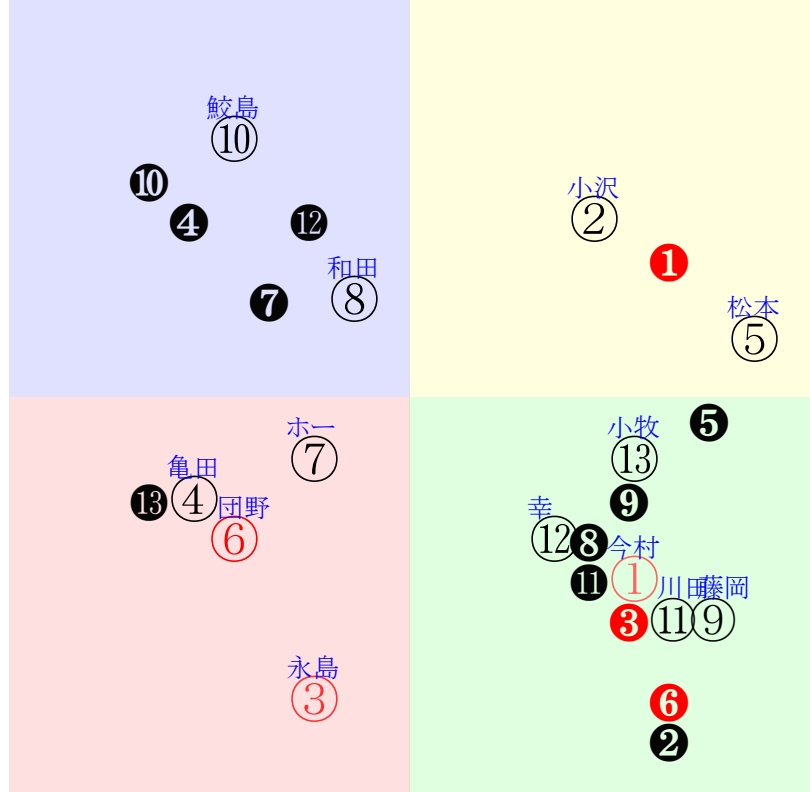 鮫島
⑩
❿
❹
⓬
和田
⑧
❼
小沢
②
❶
松本
⑤
ホー
⑦
亀田
④
⓭
団野
⑥
永島
③
❺
小牧
⑬
❾
幸
⑫
❽
今村
①
⓫
川田
⑪
藤岡
⑨
❸
❻
❷